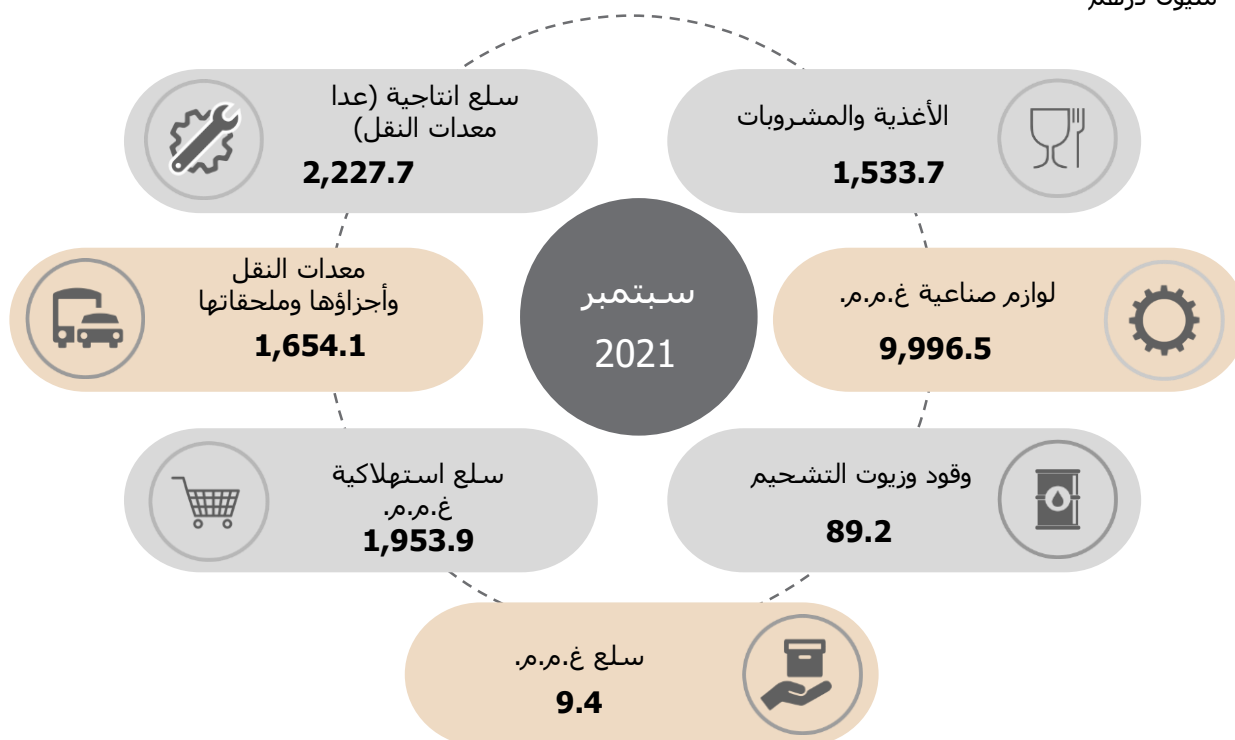 الأغذية والمشروبات
1,533.7
سلع انتاجية (عدا
معدات النقل)
2,227.7
سبتمبر
2021
لوازم صناعية غ.م.م.
9,996.5
معدات النقل
وأجزاؤها وملحقاتها
1,654.1
وقود وزيوت التشحيم
89.2
سلع استهلاكية
غ.م.م.
1,953.9
سلع غ.م.م.
9.4